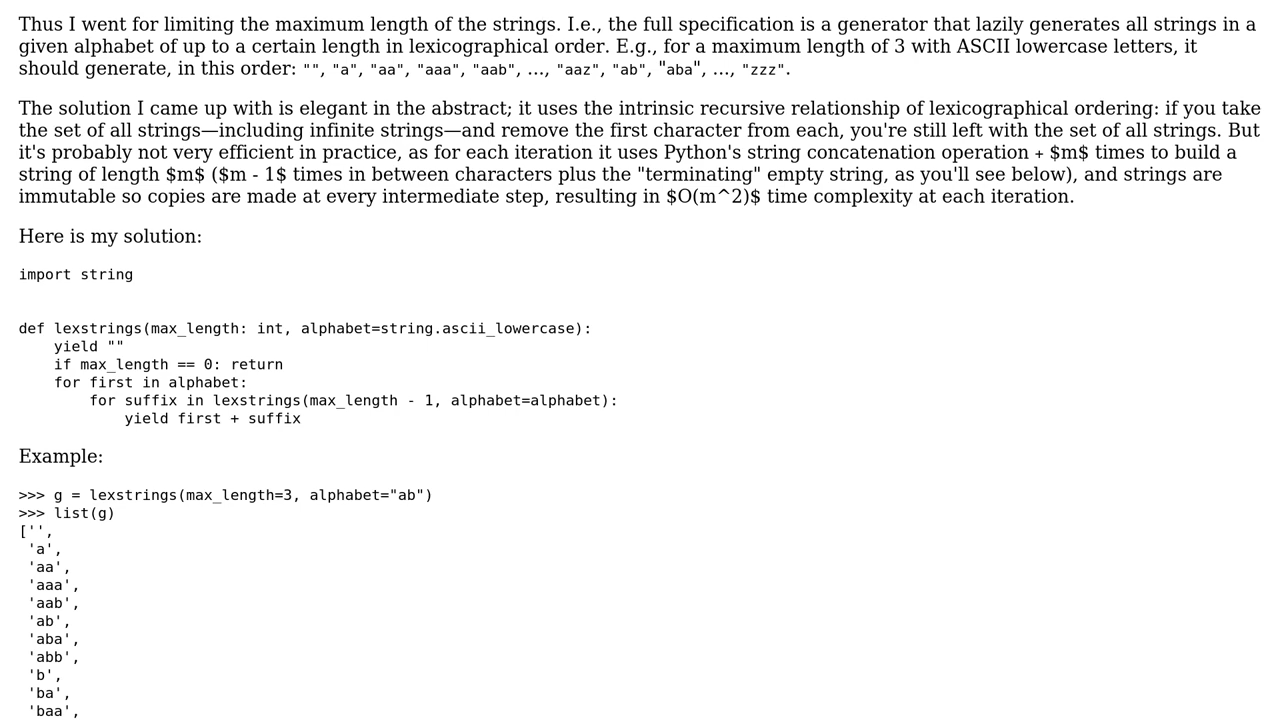 Thus I went for limiting the maximum length of the strings. I.e., the full specification is a generator that lazily generates all strings in a
given alphabet of up to a certain length in lexicographical order. E.g., for a maximum length of 3 with ASCII lowercase letters, it
should generate, in this order: "", "a", "aa", "aaa", "aab", …, "aaz", "ab", "aba", …, "zzz".
The solution I came up with is elegant in the abstract; it uses the intrinsic recursive relationship of lexicographical ordering: if you take
the set of all strings—including infinite strings—and remove the first character from each, you're still left with the set of all strings. But
it's probably not very efficient in practice, as for each iteration it uses Python's string concatenation operation + $m$ times to build a
string of length $m$ ($m - 1$ times in between characters plus the "terminating" empty string, as you'll see below), and strings are
immutable so copies are made at every intermediate step, resulting in $O(m^2)$ time complexity at each iteration.
Here is my solution:
import string
def lexstrings(max_length: int, alphabet=string.ascii_lowercase):
    yield ""
    if max_length == 0: return
    for first in alphabet:
        for suffix in lexstrings(max_length - 1, alphabet=alphabet):
            yield first + suffix
Example:
>>> g = lexstrings(max_length=3, alphabet="ab")
>>> list(g)
['',
 'a',
 'aa',
 'aaa',
 'aab',
 'ab',
 'aba',
 'abb',
 'b',
 'ba',
 'baa',